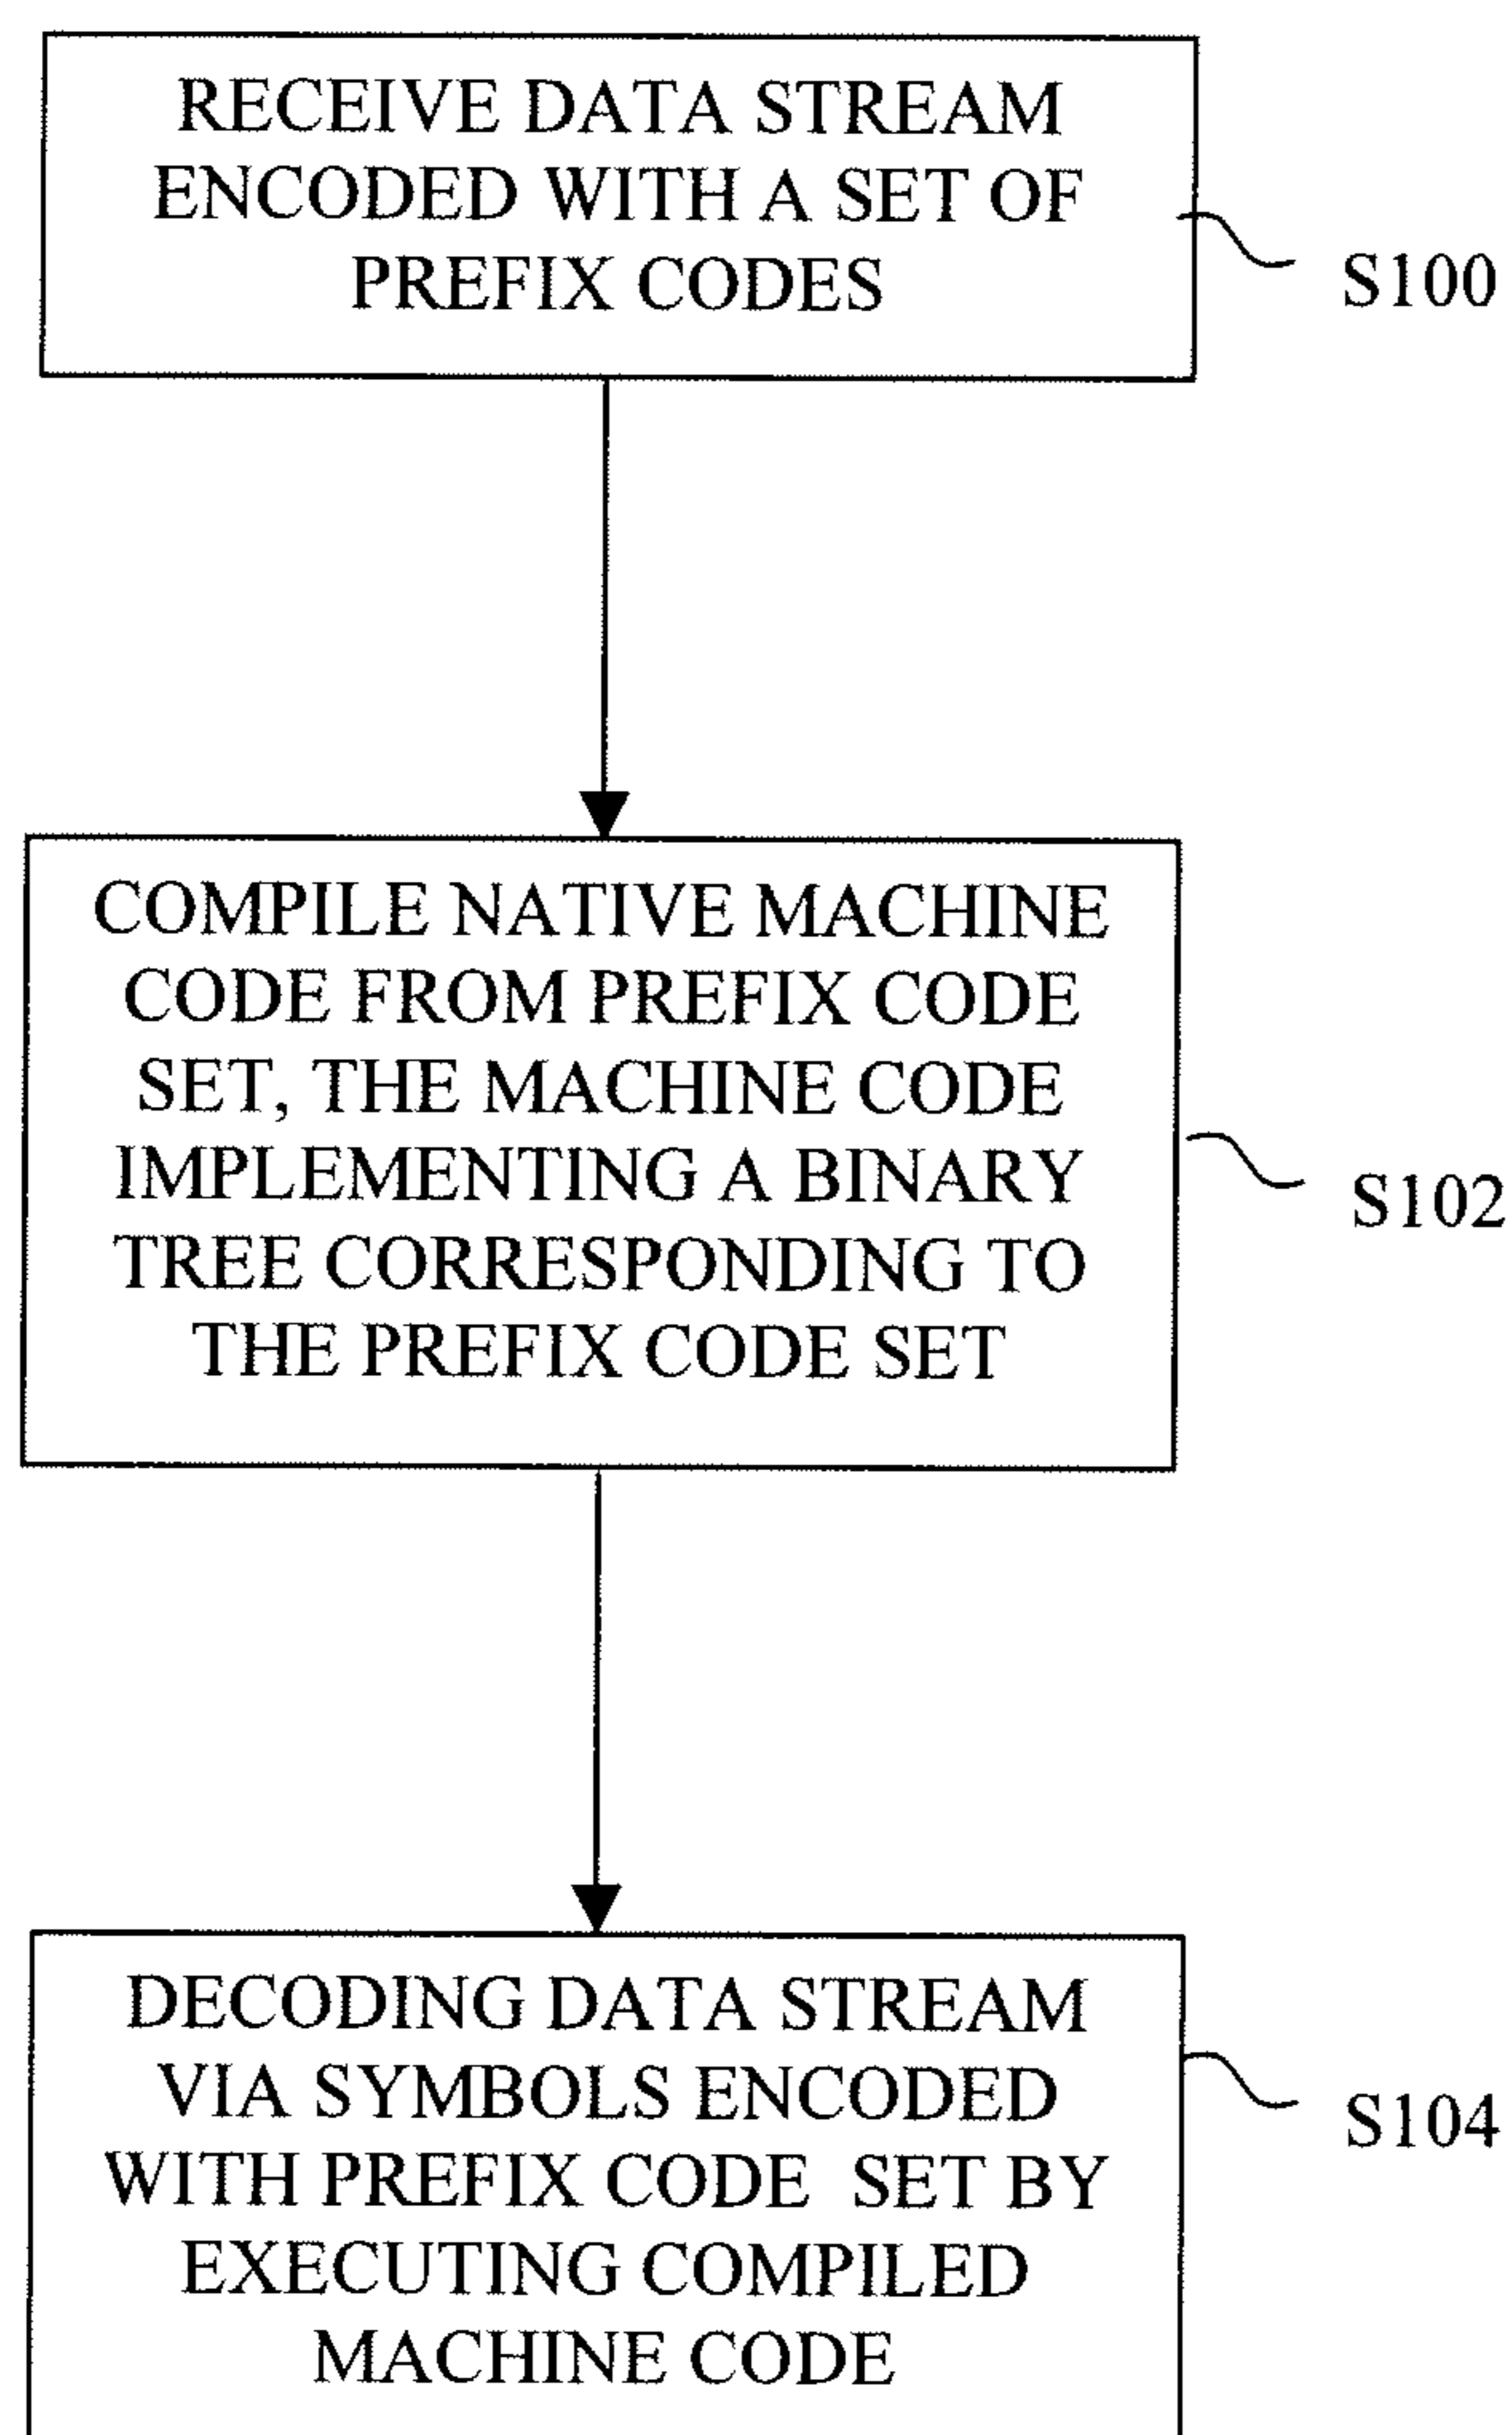 RECEIVE DATA STREAM
ENCODED WITH A SET OF
PREFIX CODES
S100
COMPILE NATIVE MACHINE
CODE FROM PREFIX CODE
SET, THE MACHINE CODE
IMPLEMENTING A BINARY
TREE CORRESPONDING TO
THE PREFIX CODE SET
S102
DECODING DATA STREAM
VIA SYMBOLS ENCODED
WITH PREFIX CODE SET BY
EXECUTING COMPILED
MACHINE CODE
S104